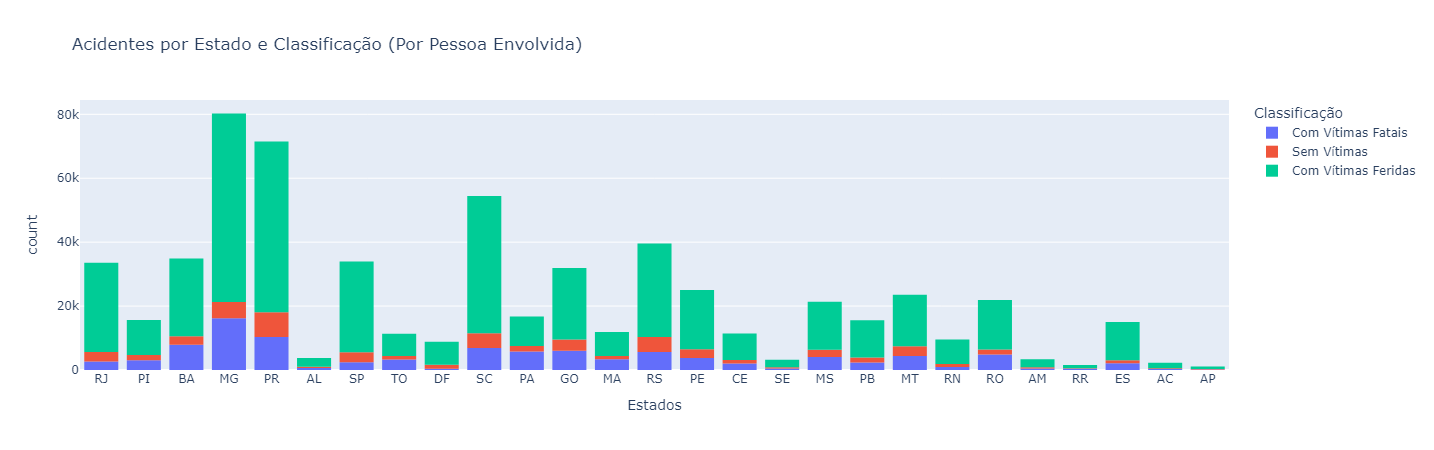 Acidentes por Estado e Classificação (Por Pessoa Envolvida)
Classificação
Com Vítimas Fatais
Sem Vítimas
Com Vítimas Feridas
count
80k
60k
40k
20k
0
RJ PI BA MG PR AL SP TO DF SC PA GO MA RS PE CE SE MS PB MT RN RO AM RR ES AC AP
Estados